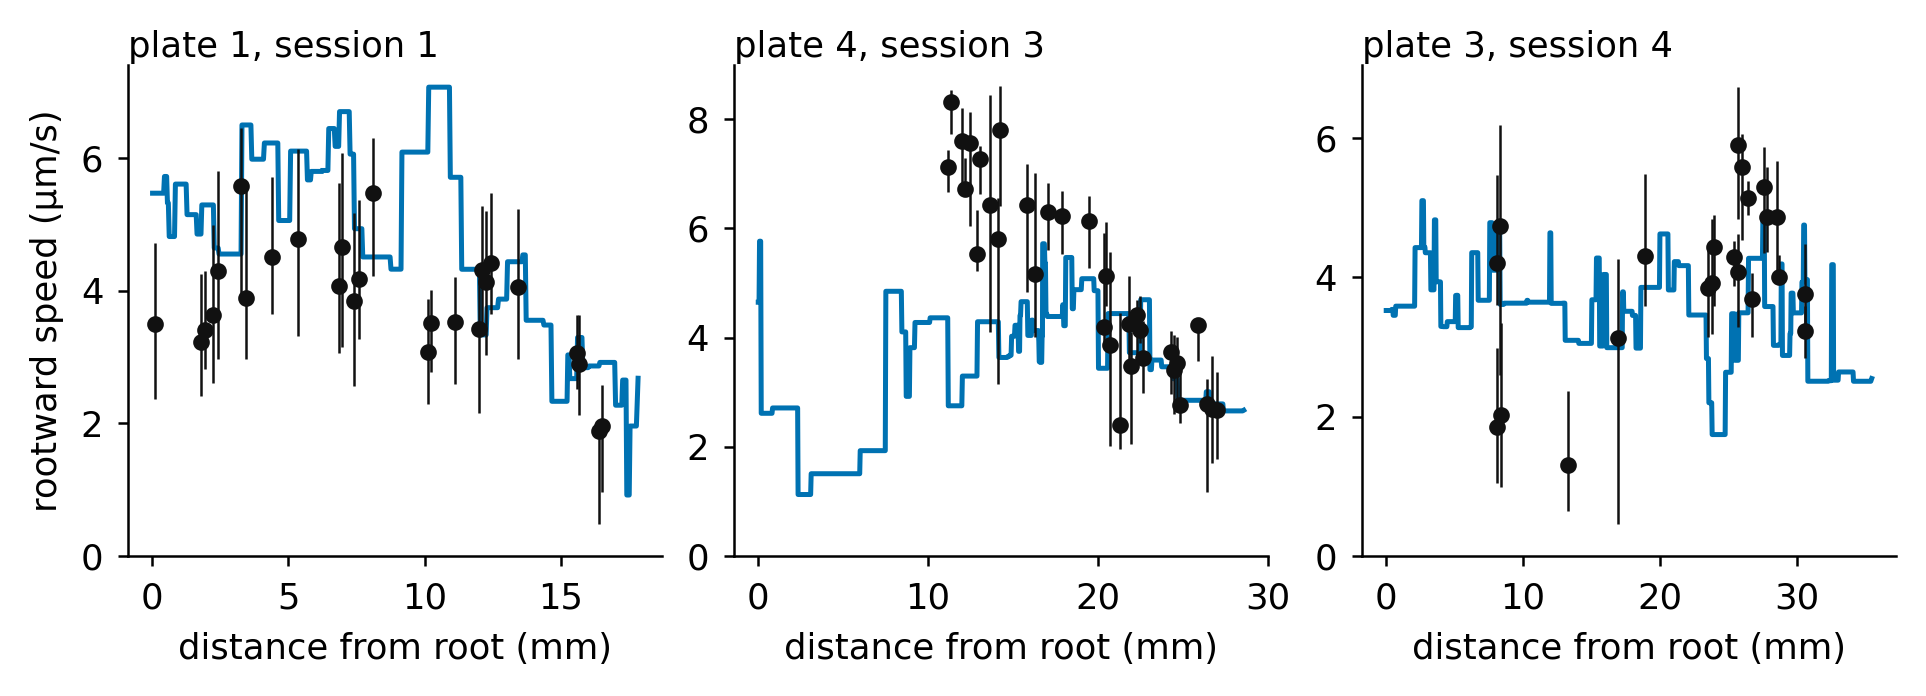 plate 1, session 1
plate 4, session 3
plate 3, session 4
rootward speed (µm/s)
6
4
2
0
8
6
4
2
0
6
4
2
0
0 5 10 15
0 10 20 30
0 10 20 30
distance from root (mm)
distance from root (mm)
distance from root (mm)